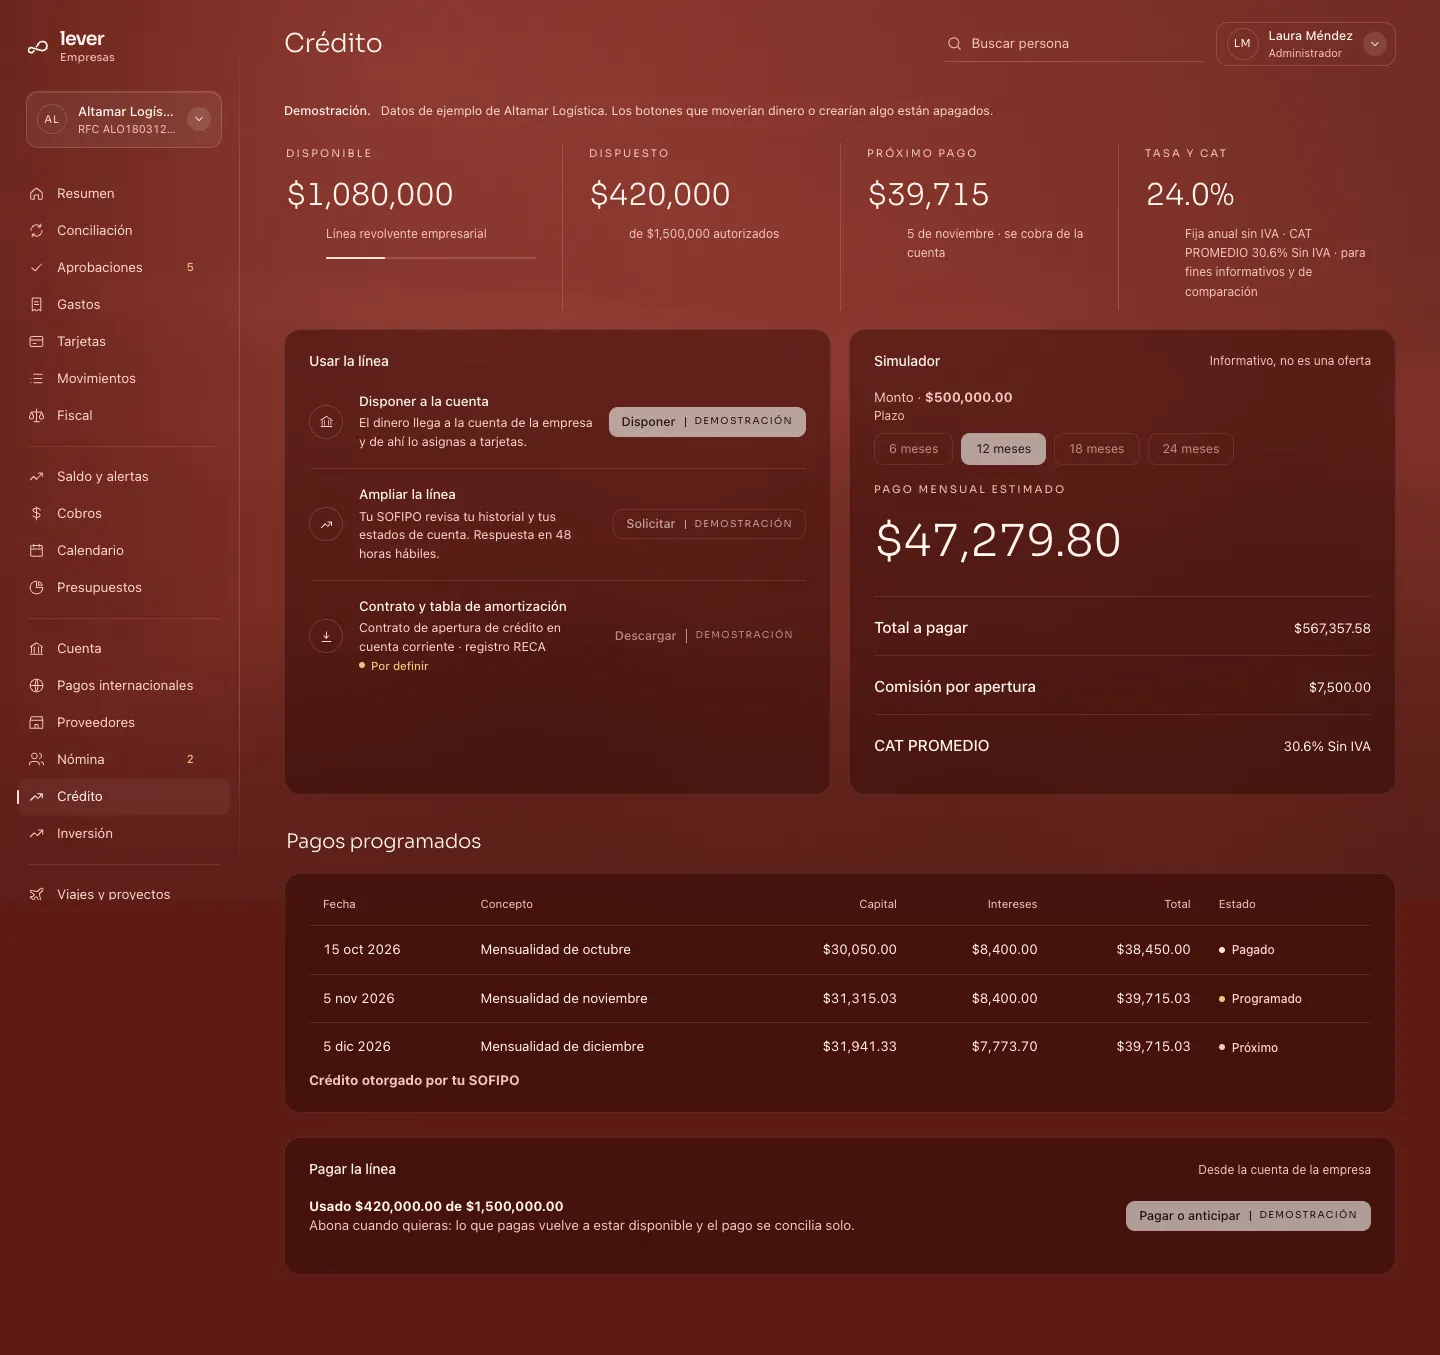 lever
Empresas
AL
Altamar Logís...
RFC ALO180312...
Resumen
Conciliación
Aprobaciones 5
Gastos
Tarjetas
Movimientos
Fiscal
Saldo y alertas
Cobros
Calendario
Presupuestos
Cuenta
Pagos internacionales
Proveedores
Nómina 2
Crédito
Inversión
Viajes y proyectos
Crédito
Buscar persona
LM
Laura Méndez
Administrador
Demostración. Datos de ejemplo de Altamar Logística. Los botones que moverían dinero o crearían algo están apagados.
DISPONIBLE
$1,080,000
Línea revolvente empresarial
DISPUESTO
$420,000
de $1,500,000 autorizados
PRÓXIMO PAGO
$39,715
5 de noviembre · se cobra de la
cuenta
TASA Y CAT
24.0%
Fija anual sin IVA · CAT
PROMEDIO 30.6% Sin IVA · para
fines informativos y de
comparación
Usar la línea
Disponer a la cuenta
El dinero llega a la cuenta de la empresa
y de ahí lo asignas a tarjetas.
Disponer | DEMOSTRACIÓN
Ampliar la línea
Tu SOFIPO revisa tu historial y tus
estados de cuenta. Respuesta en 48
horas hábiles.
Solicitar | DEMOSTRACIÓN
Contrato y tabla de amortización
Contrato de apertura de crédito en
cuenta corriente · registro RECA
Por definir
Descargar | DEMOSTRACIÓN
Simulador
Informativo, no es una oferta
Monto · $500,000.00
Plazo
6 meses 12 meses 18 meses 24 meses
PAGO MENSUAL ESTIMADO
$47,279.80
Total a pagar $567,357.58
Comisión por apertura $7,500.00
CAT PROMEDIO 30.6% Sin IVA
Pagos programados
Fecha Concepto Capital Intereses Total Estado
15 oct 2026 Mensualidad de octubre $30,050.00 $8,400.00 $38,450.00 Pagado
5 nov 2026 Mensualidad de noviembre $31,315.03 $8,400.00 $39,715.03 Programado
5 dic 2026 Mensualidad de diciembre $31,941.33 $7,773.70 $39,715.03 Próximo
Crédito otorgado por tu SOFIPO
Pagar la línea
Desde la cuenta de la empresa
Usado $420,000.00 de $1,500,000.00
Abona cuando quieras: lo que pagas vuelve a estar disponible y el pago se concilia solo.
Pagar o anticipar | DEMOSTRACIÓN